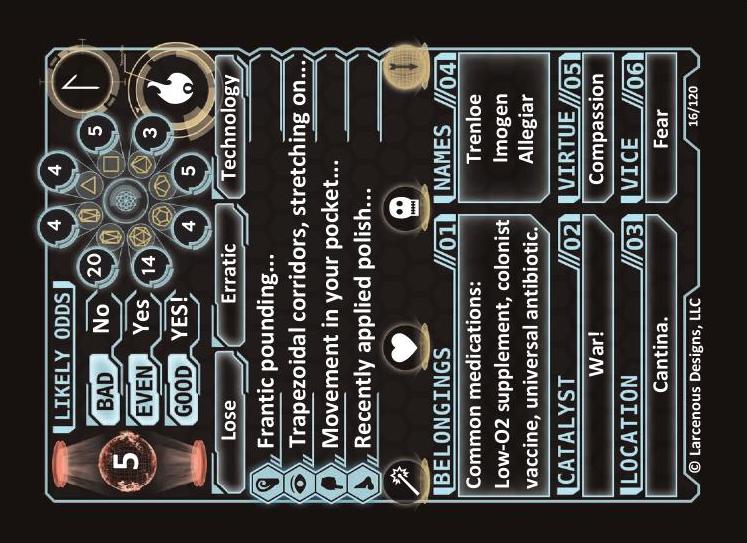 5
LIKELY ODDS
BAD No
EVEN Yes
GOOD YES!
20
4
4
5
14
4
5
3
Lose
Erratic
Technology
Frantic pounding...
Trapezoidal corridors, stretching on...
Movement in your pocket...
Recently applied polish...
BELONGINGS //01
Common medications:
Low-O2 supplement, colonist
vaccine, universal antibiotic.
CATALYST //02
War!
LOCATION //03
Cantina.
NAMES //04
Trenloe
Imogen
Allegiar
VIRTUE //05
Compassion
VICE //06
Fear
© Larcenous Designs, LLC
16/120